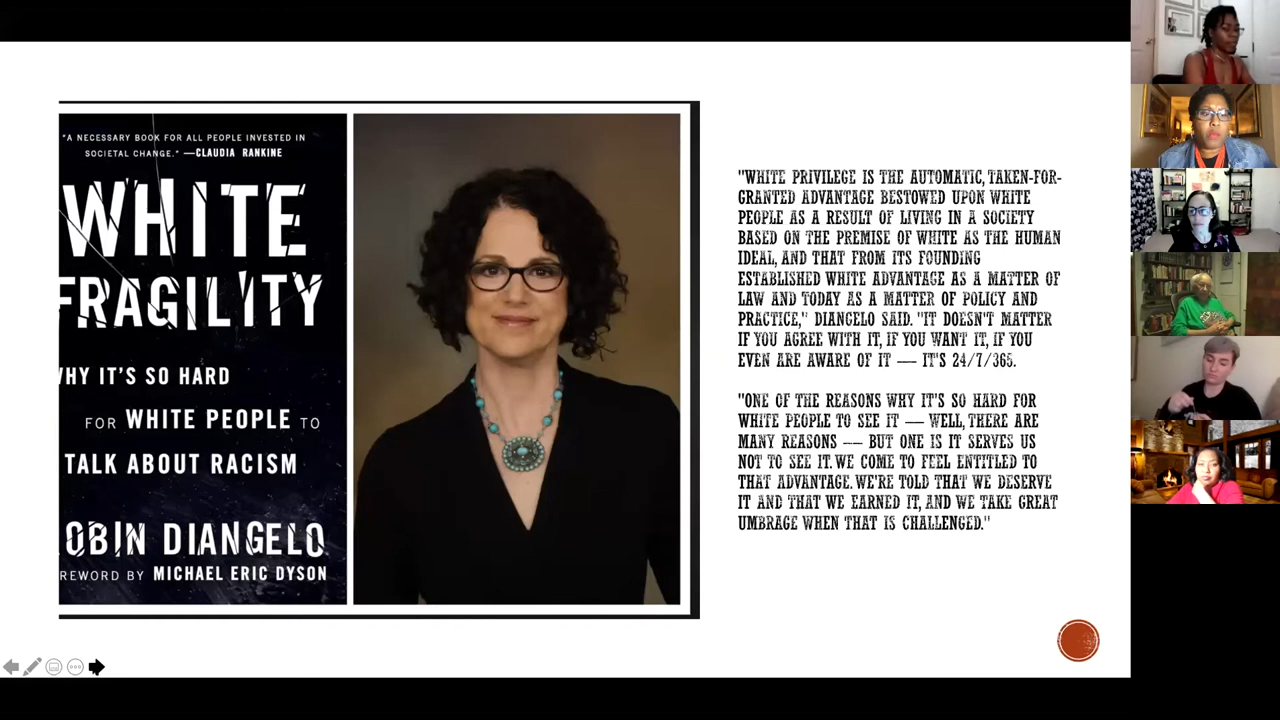 "A NECESSARY BOOK FOR ALL PEOPLE INVESTED IN
SOCIETAL CHANGE." —CLAUDIA RANKINE
WHITE
FRAGILITY
WHY IT'S SO HARD
FOR WHITE PEOPLE TO
TALK ABOUT RACISM
OBIN DIANGELO
REWORD BY MICHAEL ERIC DYSON
"WHITE PRIVILEGE IS THE AUTOMATIC, TAKEN-FOR-
GRANTED ADVANTAGE BESTOWED UPON WHITE
PEOPLE AS A RESULT OF LIVING IN A SOCIETY
BASED ON THE PREMISE OF WHITE AS THE HUMAN
IDEAL, AND THAT FROM ITS FOUNDING
ESTABLISHED WHITE ADVANTAGE AS A MATTER OF
LAW AND TODAY AS A MATTER OF POLICY AND
PRACTICE," DIANGELO SAID. "IT DOESN'T MATTER
IF YOU AGREE WITH IT, IF YOU WANT IT, IF YOU
EVEN ARE AWARE OF IT — IT'S 24/7/365.
"ONE OF THE REASONS WHY IT'S SO HARD FOR
WHITE PEOPLE TO SEE IT — WELL, THERE ARE
MANY REASONS — BUT ONE IS IT SERVES US
NOT TO SEE IT. WE COME TO FEEL ENTITLED TO
THAT ADVANTAGE. WE'RE TOLD THAT WE DESERVE
IT AND THAT WE EARNED IT, AND WE TAKE GREAT
UMBRAGE WHEN THAT IS CHALLENGED."